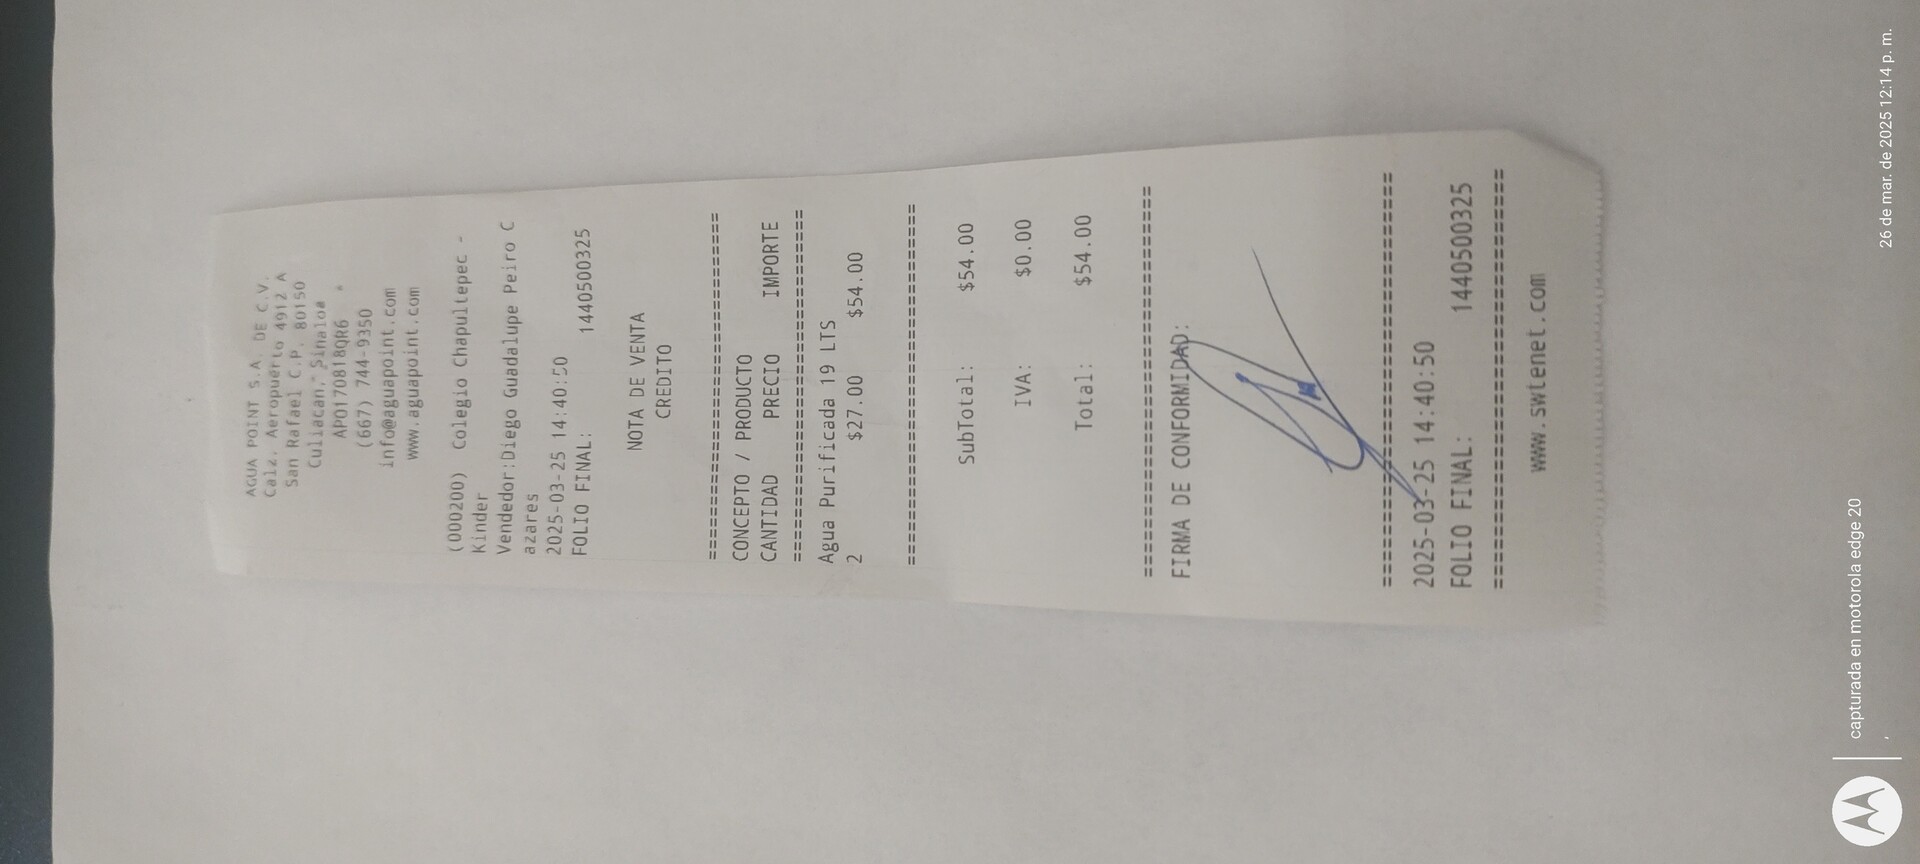 AGUA POINT S.A. DE C.V.
Calz. Aeropuerto 4912 A
San Rafael C.P. 80150
Culiacan, Sinaloa
APO170818QR6
(667) 744-9350
info@aguapoint.com
www.aguapoint.com
(000200) Colegio Chapultepec -
Kinder
Vendedor:Diego Guadalupe Peiro C
azares
2025-03-25 14:40:50
FOLIO FINAL: 1440500325
NOTA DE VENTA
CREDITO
================================
CONCEPTO / PRODUCTO
CANTIDAD PRECIO IMPORTE
================================
Agua Purificada 19 LTS
2 $27.00 $54.00
================================
SubTotal: $54.00
IVA: $0.00
Total: $54.00
================================
FIRMA DE CONFORMIDAD:
================================
2025-03-25 14:40:50
FOLIO FINAL: 1440500325
================================
www.swtenet.com
capturada en motorola edge 20
26 de mar. de 2025 12:14 p. m.